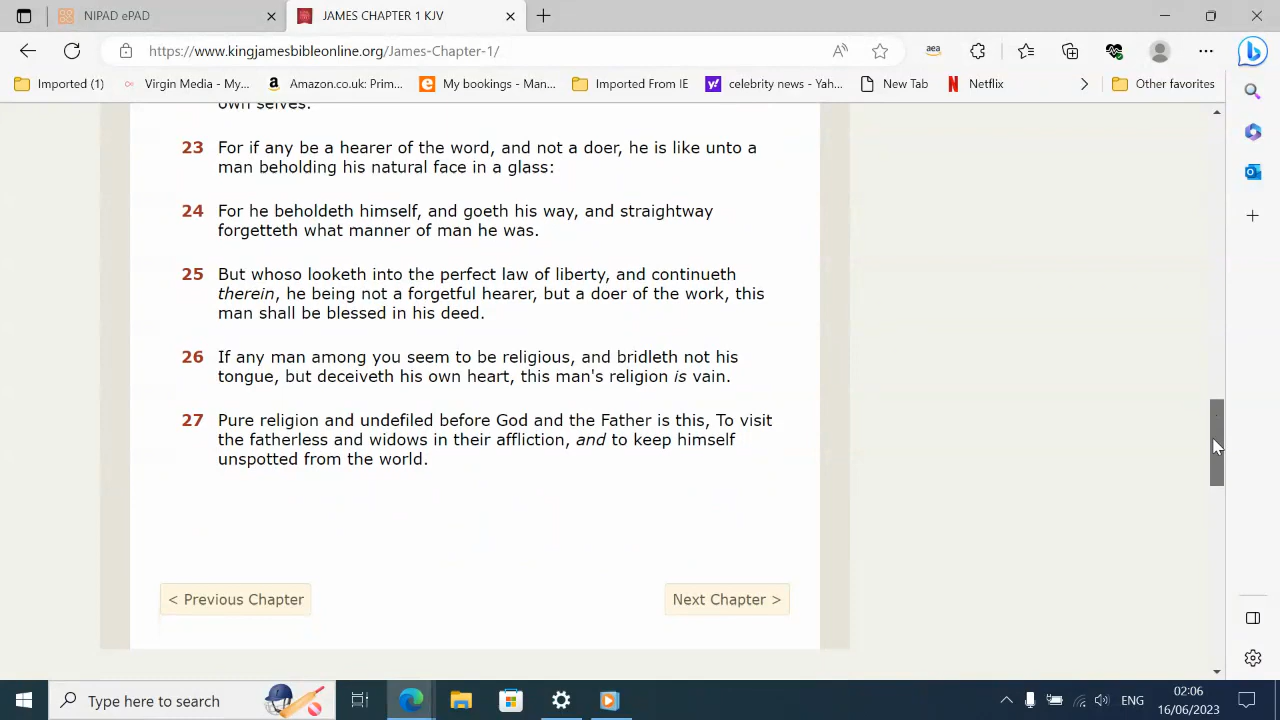 NIPAD ePAD
JAMES CHAPTER 1 KJV
https://www.kingjamesbibleonline.org/James-Chapter-1/
aea
Imported (1)
Virgin Media - My...
Amazon.co.uk: Prim...
My bookings - Man...
Imported From IE
celebrity news - Yah...
New Tab
Netflix
Other favorites
own selves.
23 For if any be a hearer of the word, and not a doer, he is like unto a
man beholding his natural face in a glass:
24 For he beholdeth himself, and goeth his way, and straightway
forgetteth what manner of man he was.
25 But whoso looketh into the perfect law of liberty, and continueth
therein, he being not a forgetful hearer, but a doer of the work, this
man shall be blessed in his deed.
26 If any man among you seem to be religious, and bridleth not his
tongue, but deceiveth his own heart, this man's religion is vain.
27 Pure religion and undefiled before God and the Father is this, To visit
the fatherless and widows in their affliction, and to keep himself
unspotted from the world.
< Previous Chapter
Next Chapter >
Type here to search
ENG
02:06
16/06/2023